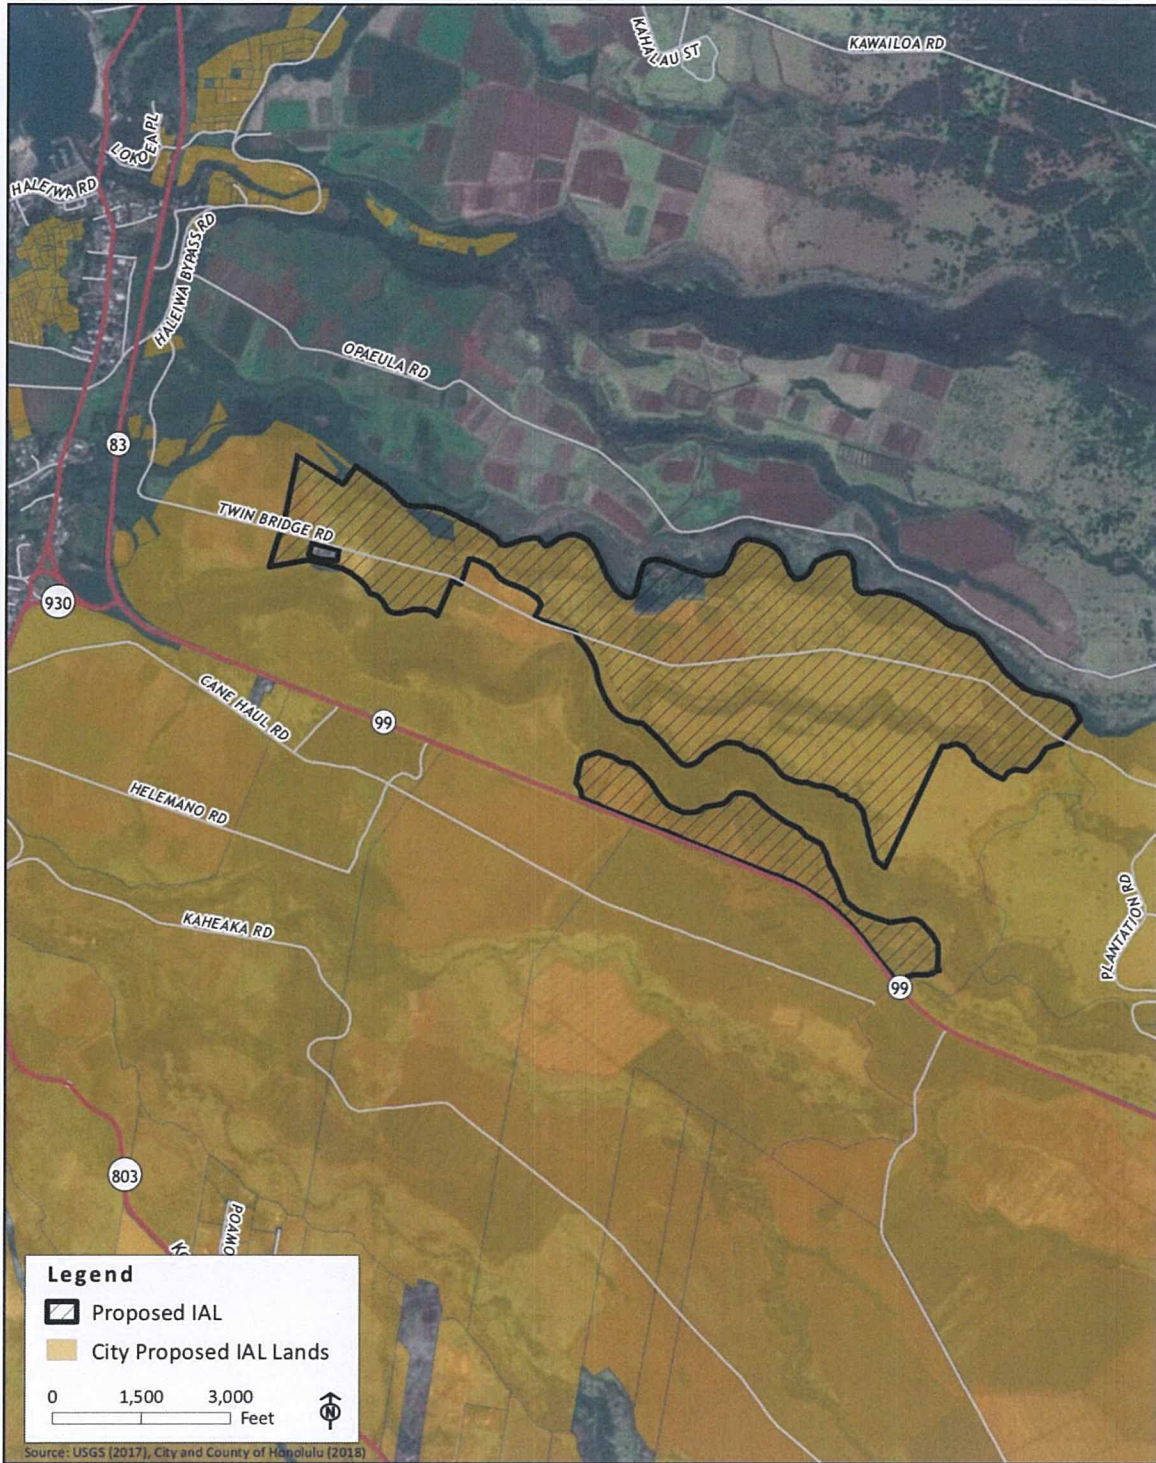 KAHALAU ST
KAWAILOA RD
LOKOEA PL
HALEIWA RD
HALEIWA BYPASS RD
OPAEULA RD
83
TWIN BRIDGE RD
930
CANE HAUL RD
99
HELEMANO RD
PLANTATION RD
KAHEAKA RD
99
803
POAMO
Legend
Proposed IAL
City Proposed IAL Lands
0 1,500 3,000
Feet
N
Source: USGS (2017), City and County of Honolulu (2018)